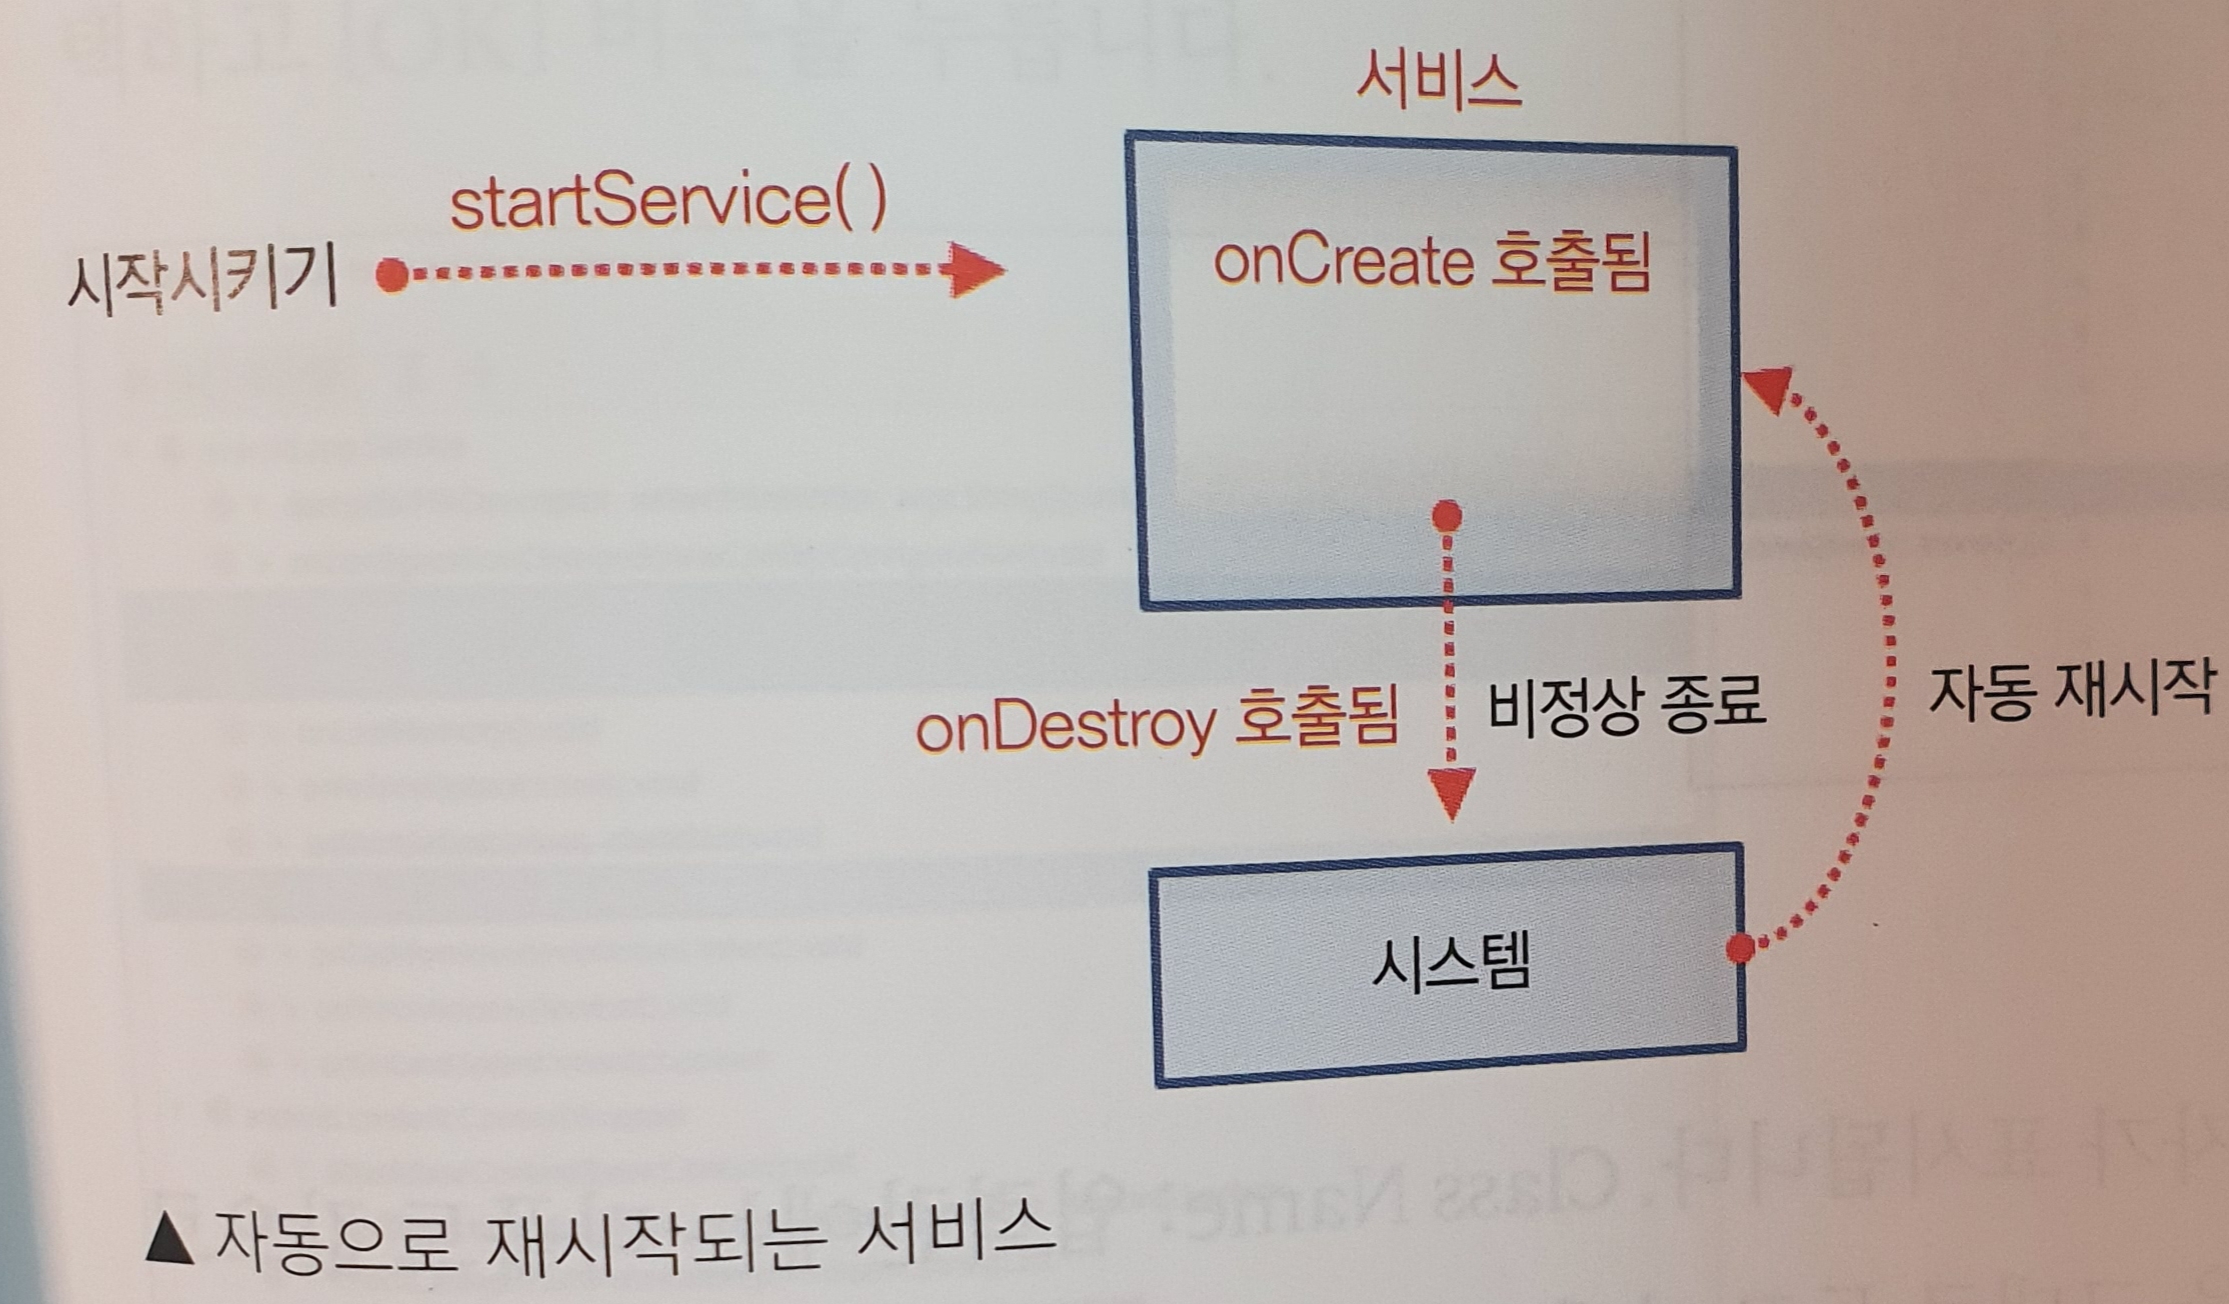 서비스
startService( )
시작시키기
onCreate 호출됨
onDestroy 호출됨
비정상 종료
자동 재시작
시스템
▲ 자동으로 재시작되는 서비스